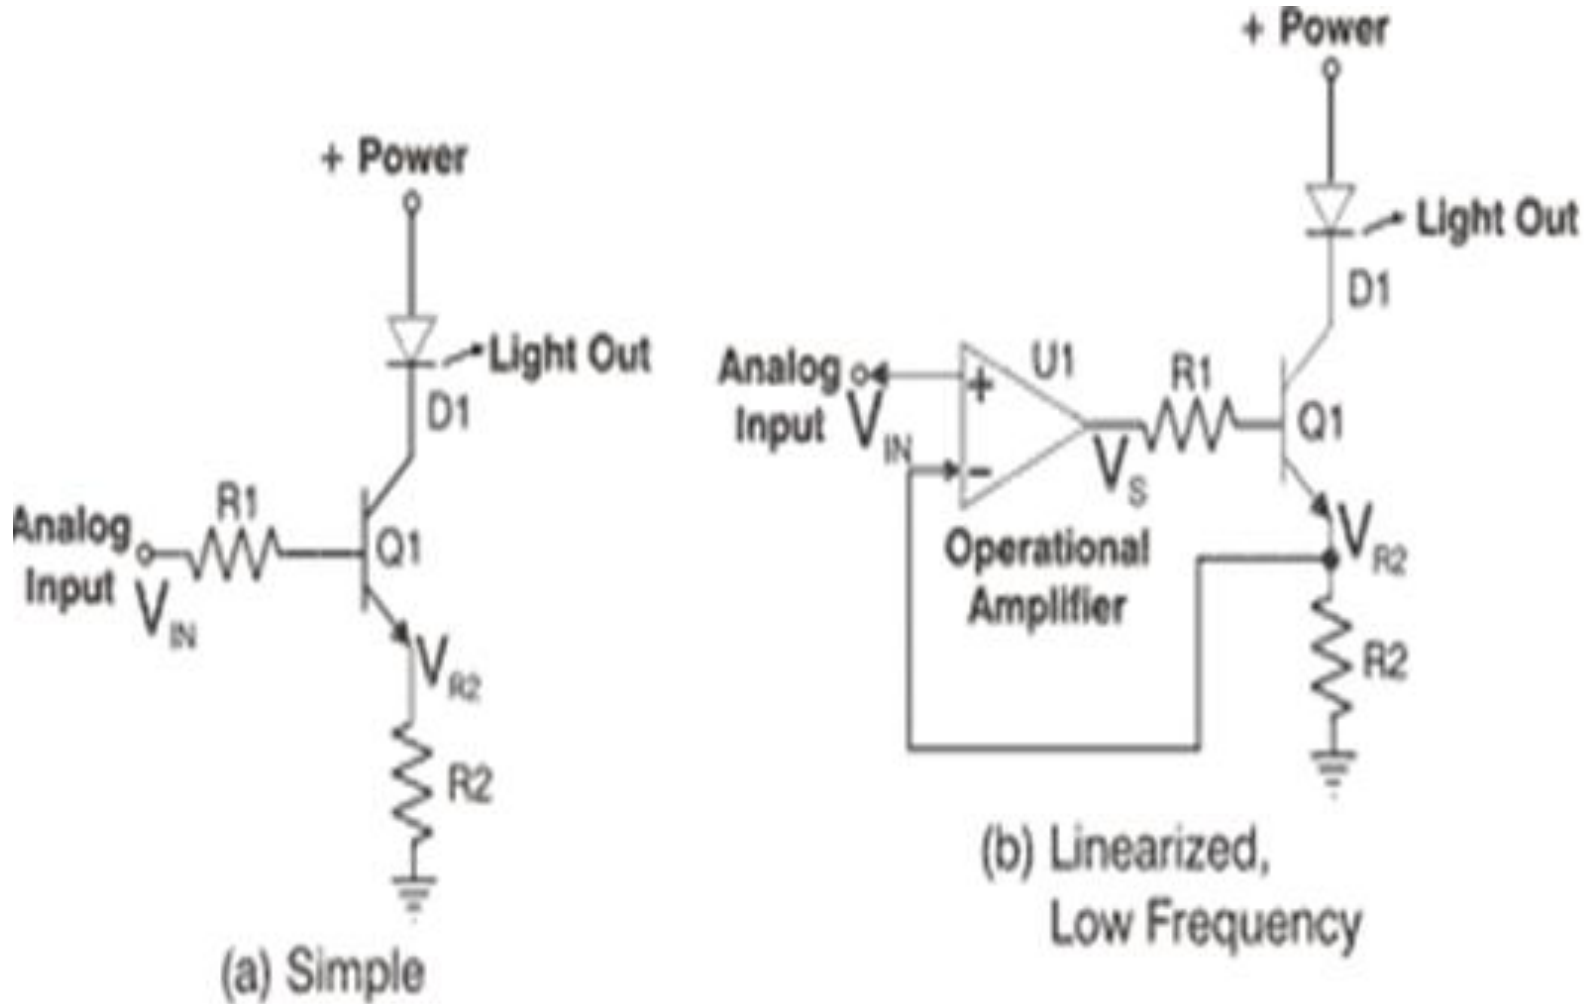 + Power
Light Out
D1
Analog
Input
VIN
R1
Q1
VR2
R2
(a) Simple
+ Power
Light Out
D1
Analog
Input
VIN
+
-
U1
VS
R1
Q1
VR2
Operational
Amplifier
R2
(b) Linearized,
Low Frequency